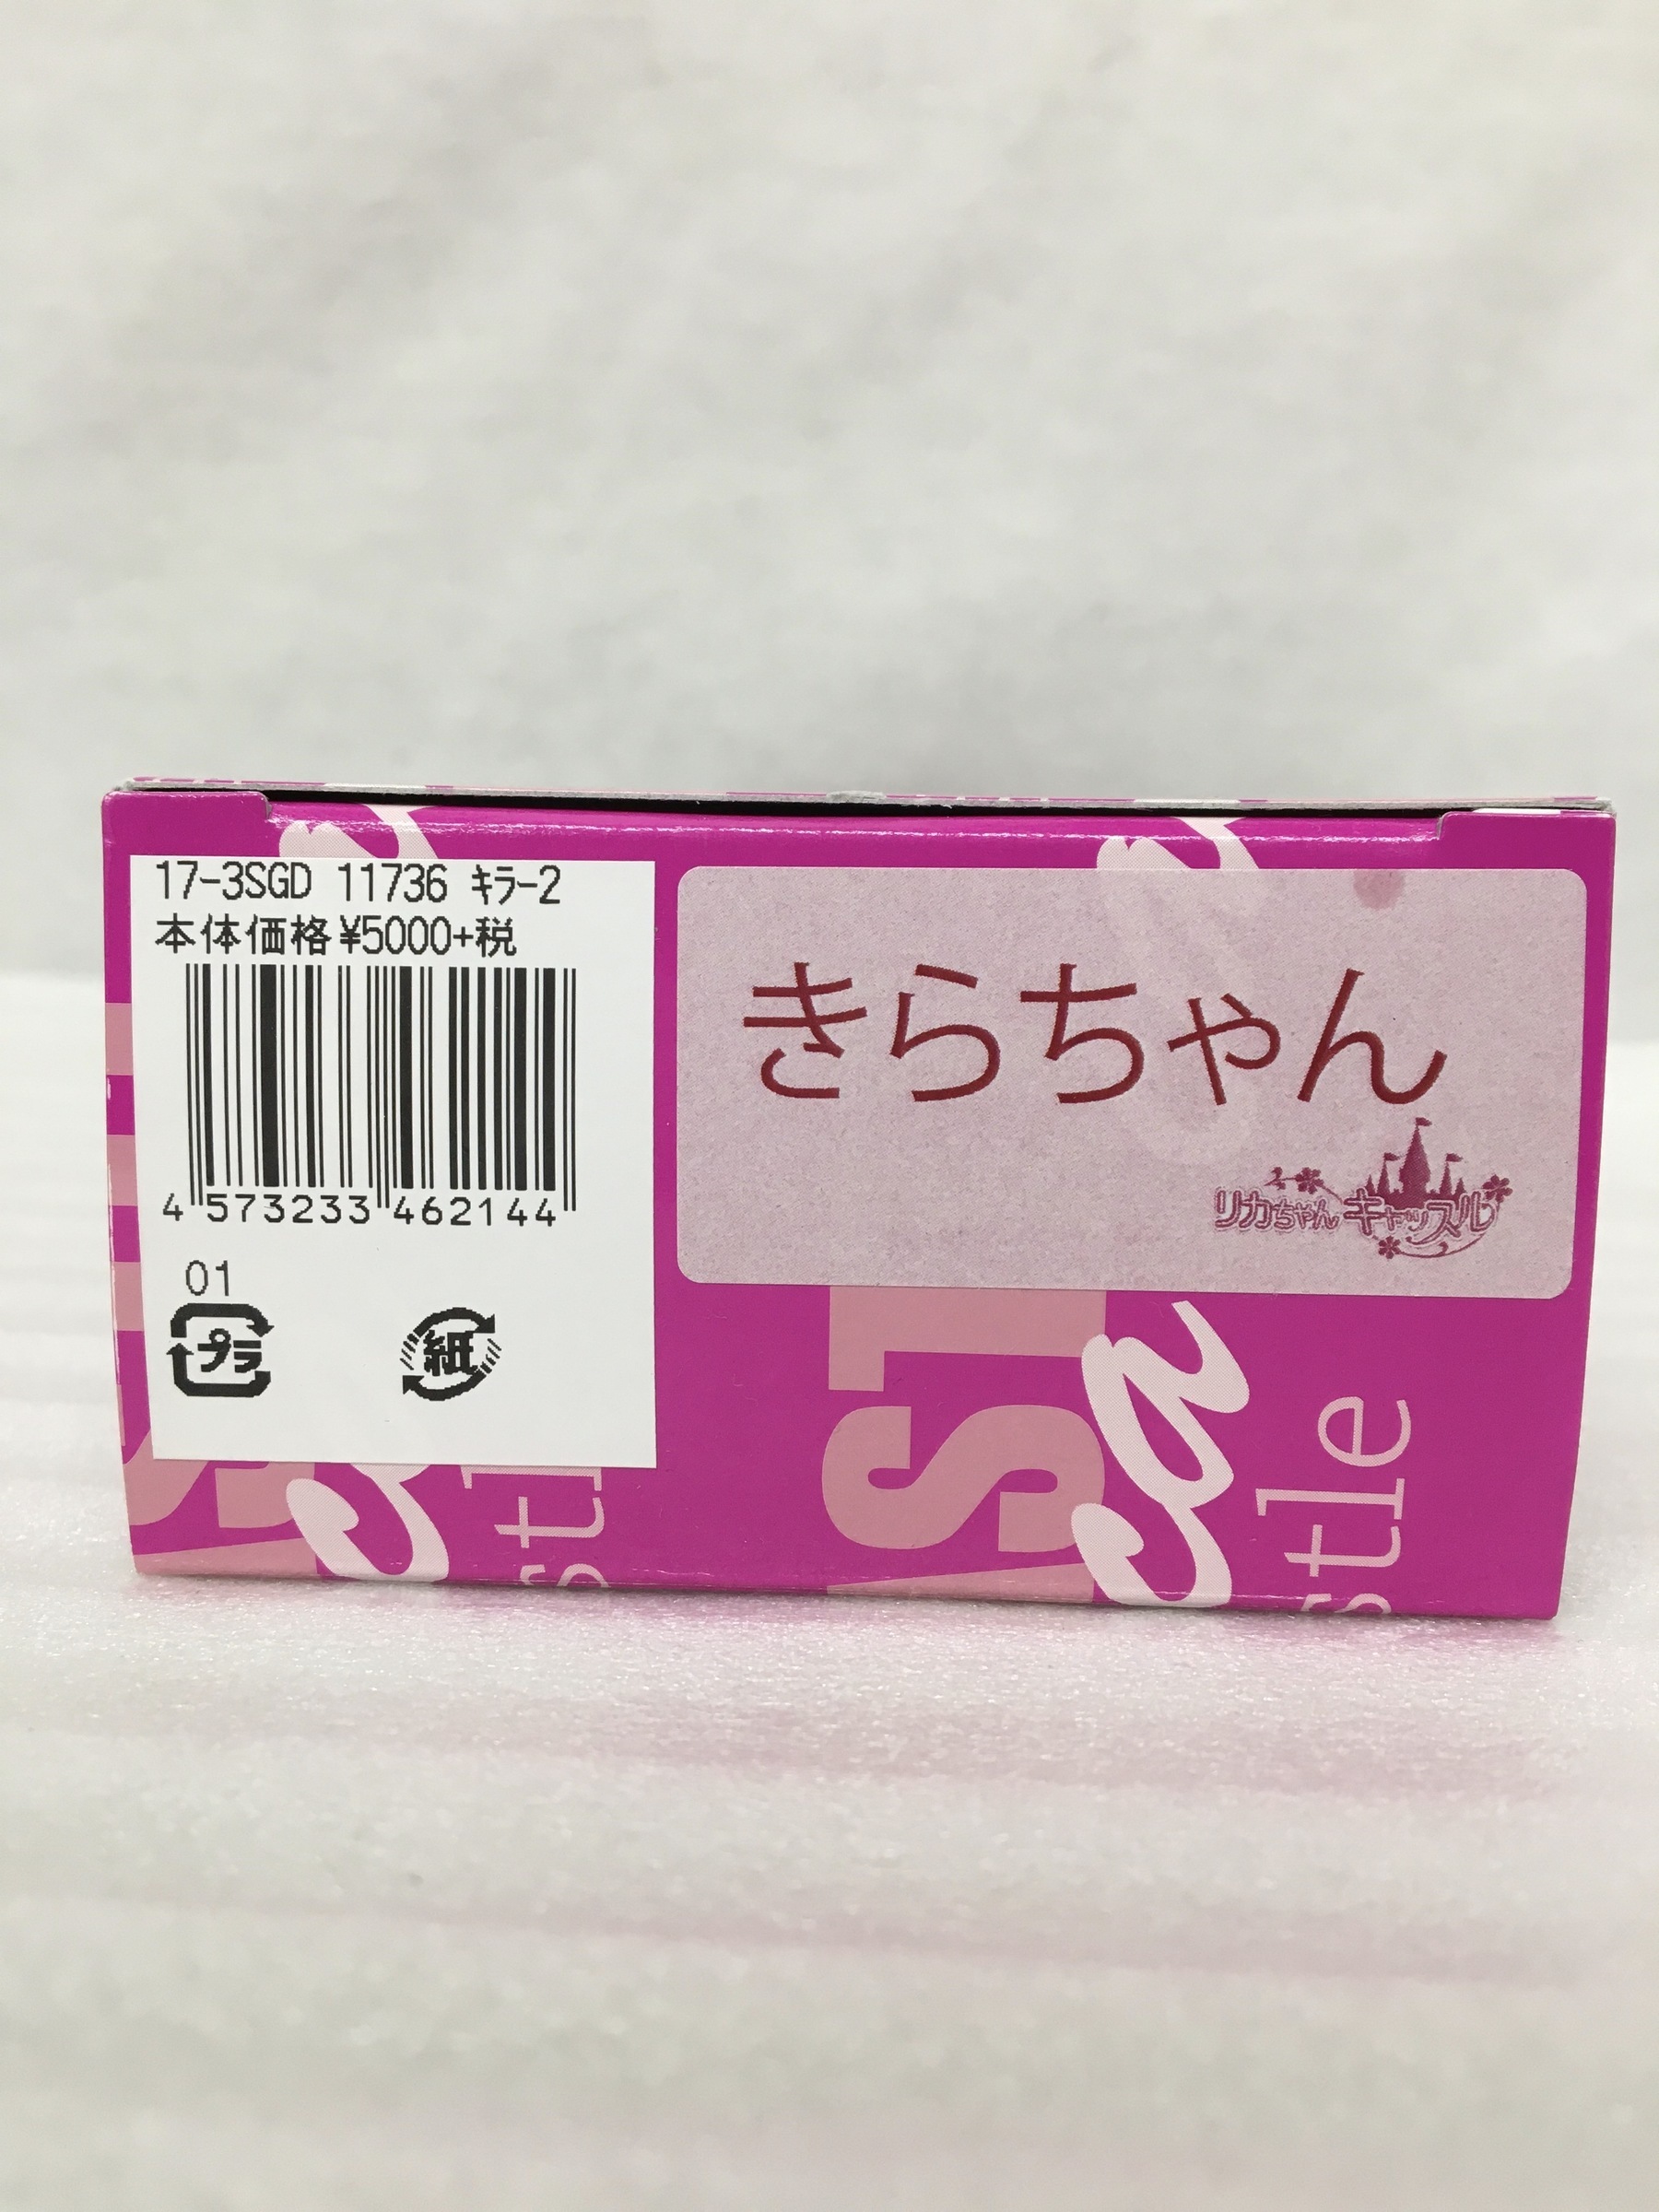 17-3SGD 11736 ｷﾗｰ2
本体価格¥5000+税
4 573233 462144
01
プラ
紙
きらちゃん
リカちゃんキャッスル
stle